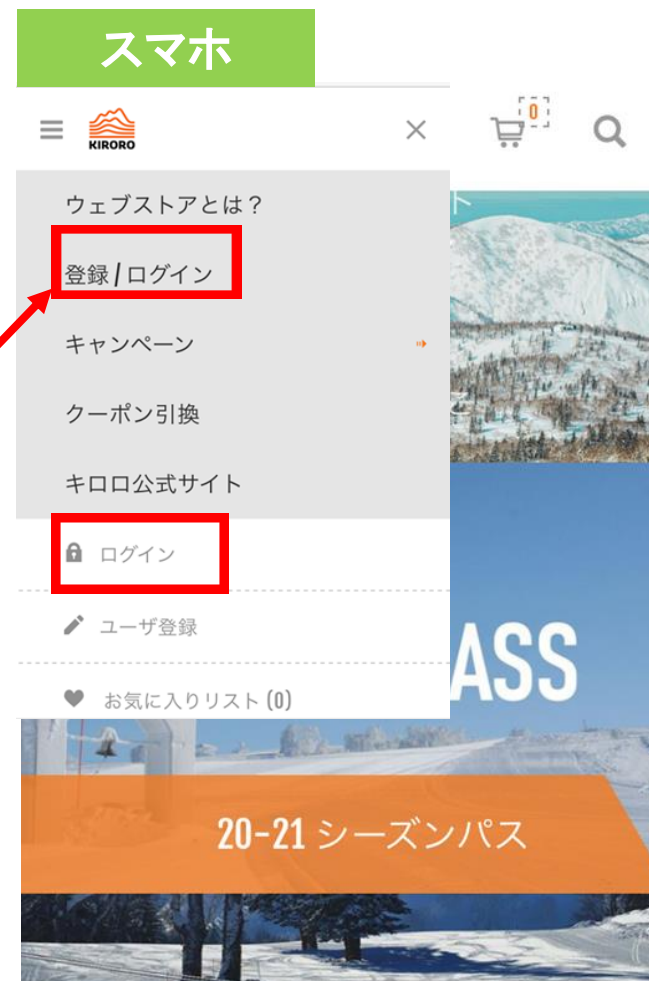 スマホ
KIRORO
0
ウェブストアとは？
ト
登録/ログイン
キャンペーン
クーポン引換
キロロ公式サイト
ログイン
ユーザ登録
ASS
お気に入りリスト (0)
20-21 シーズンパス